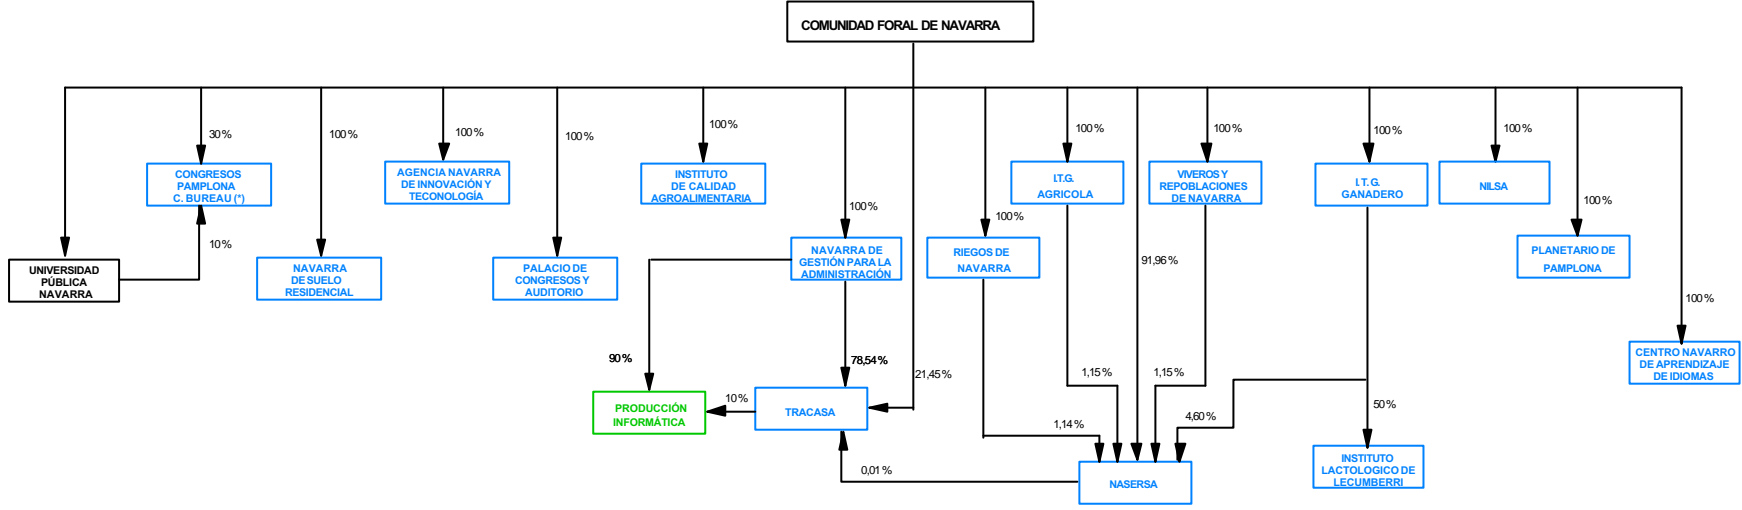 COMUNIDAD FORAL DE NAVARRA
30%
100%
100%
100%
100%
100%
100%
100%
100%
CONGRESOS
PAMPLONA
C. BUREAU (*)
AGENCIA NAVARRA
DE INNOVACIÓN Y
TECONOLOGÍA
INSTITUTO
DE CALIDAD
AGROALIMENTARIA
I.T.G.
AGRICOLA
VIVEROS Y
REPOBLACIONES
DE NAVARRA
I.T.G.
GANADERO
NILSA
10%
100%
100%
91,96%
100%
100%
UNIVERSIDAD
PÚBLICA
NAVARRA
NAVARRA
DE SUELO
RESIDENCIAL
PALACIO DE
CONGRESOS Y
AUDITORIO
NAVARRA DE
GESTIÓN PARA LA
ADMINISTRACIÓN
RIEGOS DE
NAVARRA
PLANETARIO DE
PAMPLONA
CENTRO NAVARRO
DE APRENDIZAJE
DE IDIOMAS
90%
78,54%
21,45%
1,15%
1,15%
10%
4,60%
50%
1,14%
PRODUCCIÓN
INFORMÁTICA
TRACASA
0,01%
NASERSA
INSTITUTO
LACTOLOGICO DE
LECUMBERRI